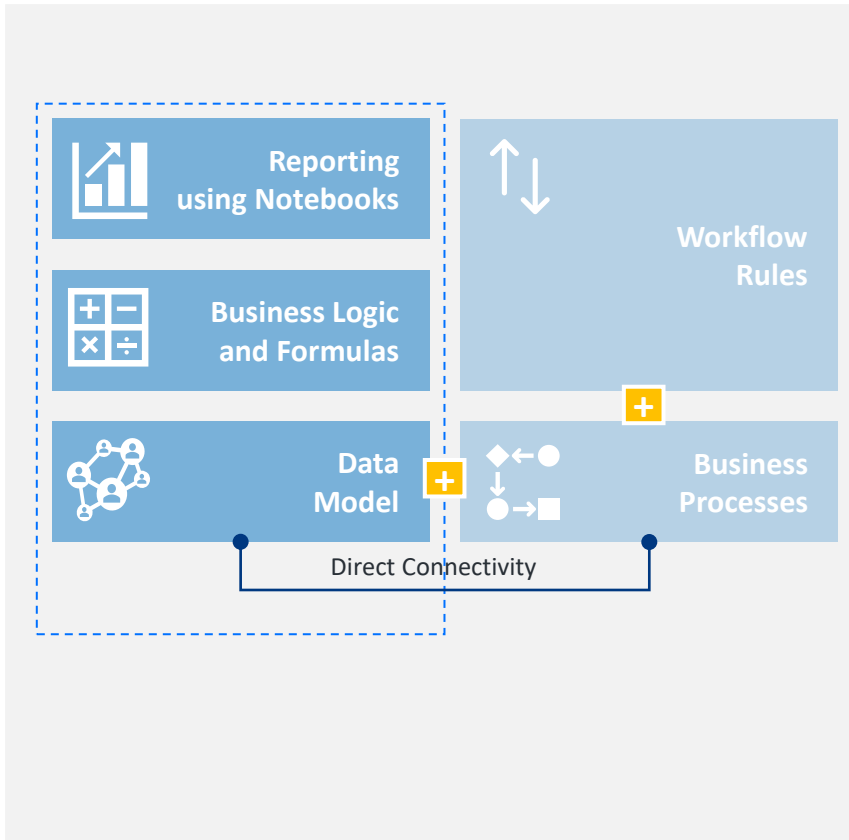 Reporting
using Notebooks
Business Logic
and Formulas
Data
Model
Workflow
Rules
+
+
Business
Processes
Direct Connectivity